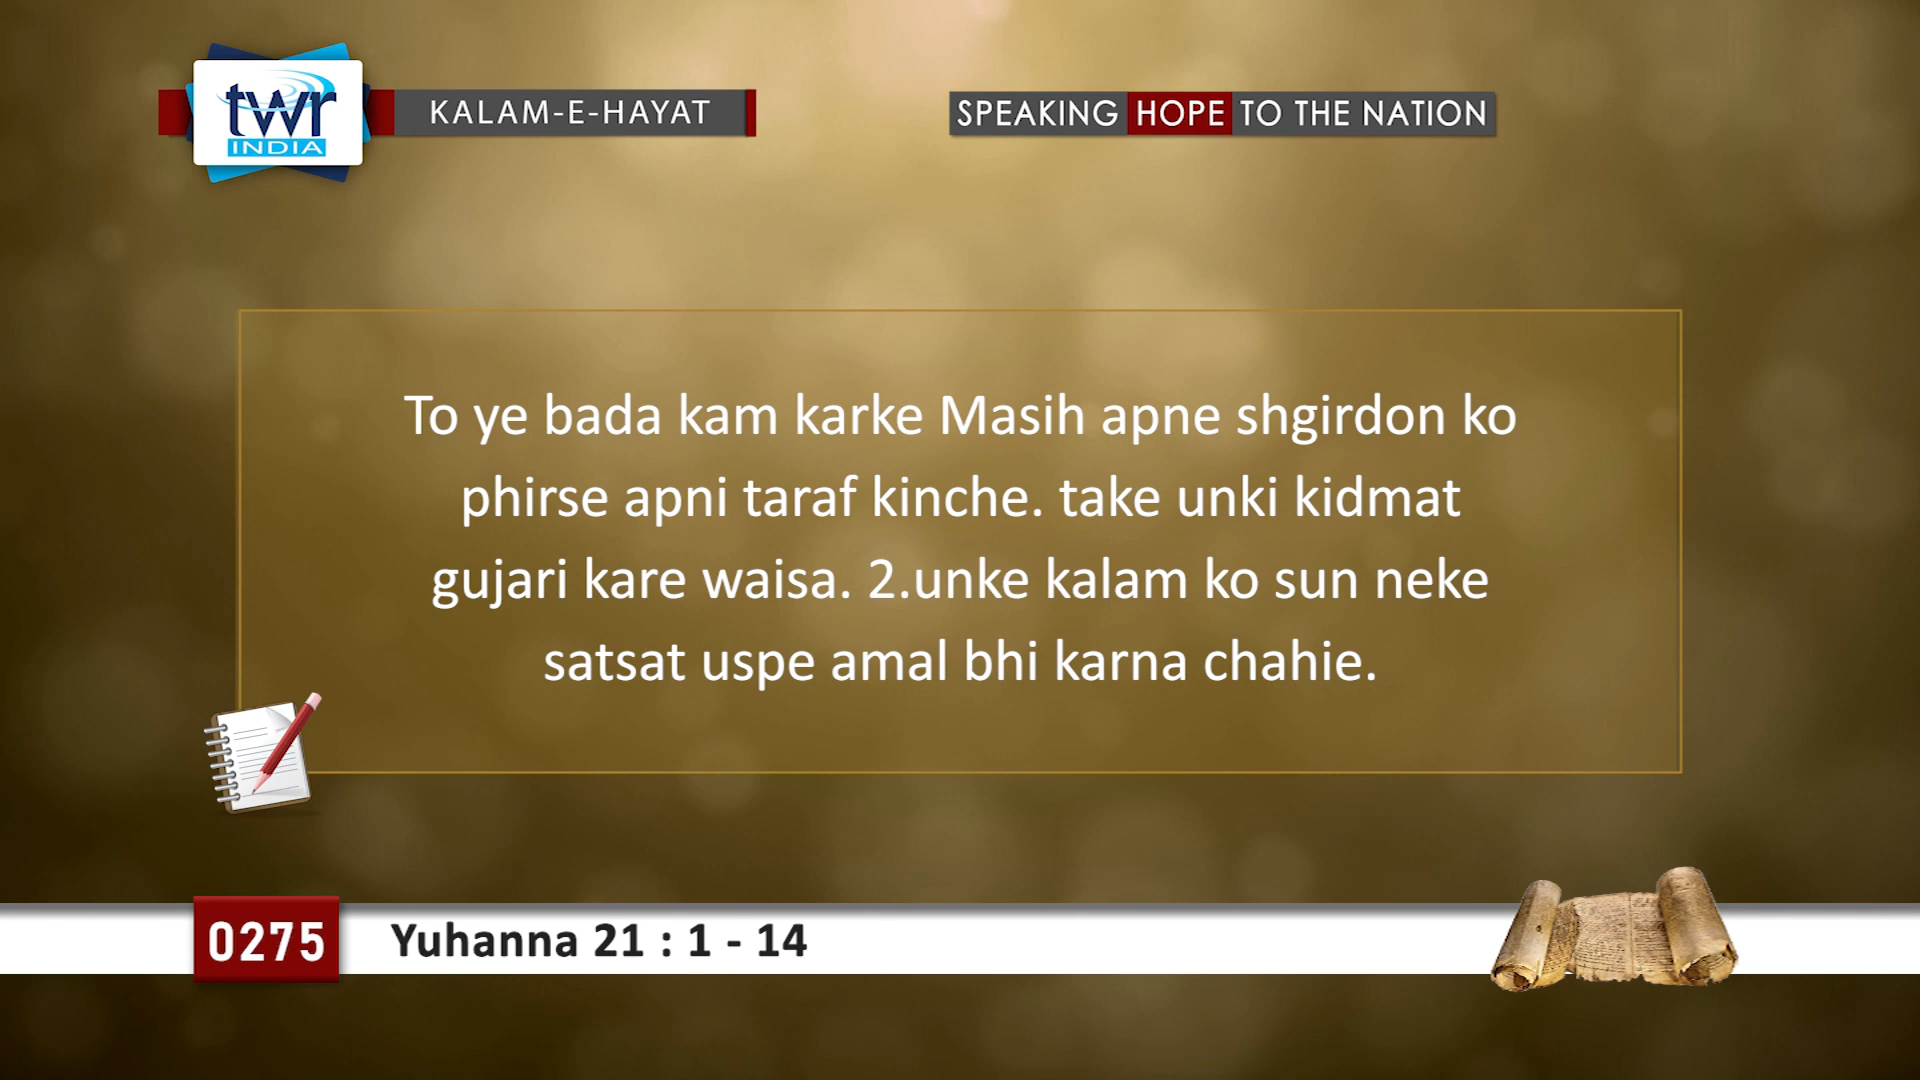 twr
INDIA
KALAM-E-HAYAT
SPEAKING HOPE TO THE NATION
To ye bada kam karke Masih apne shgirdon ko
phirse apni taraf kinche. take unki kidmat
gujari kare waisa. 2.unke kalam ko sun neke
satsat uspe amal bhi karna chahie.
0275
Yuhanna 21 : 1 - 14